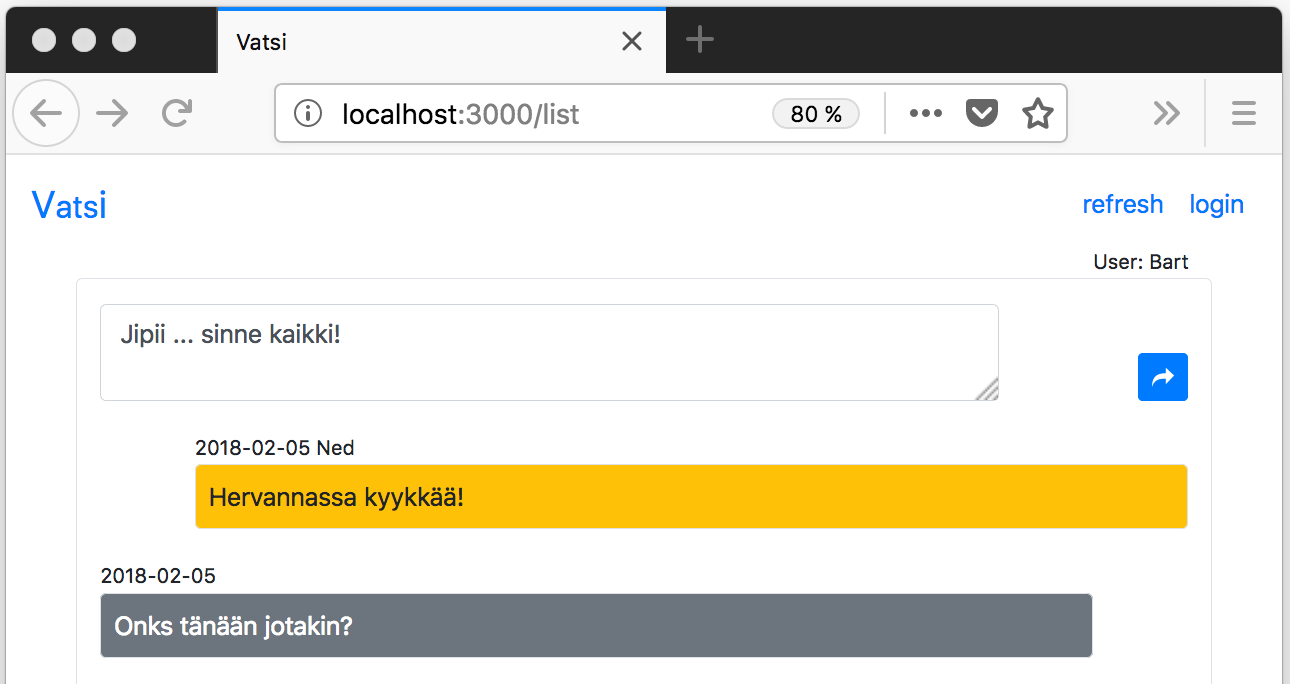 Vatsi
localhost:3000/list
80 %
Vatsi
refresh login
User: Bart
Jipii ... sinne kaikki!
2018-02-05 Ned
Hervannassa kyykkää!
2018-02-05
Onks tänään jotakin?